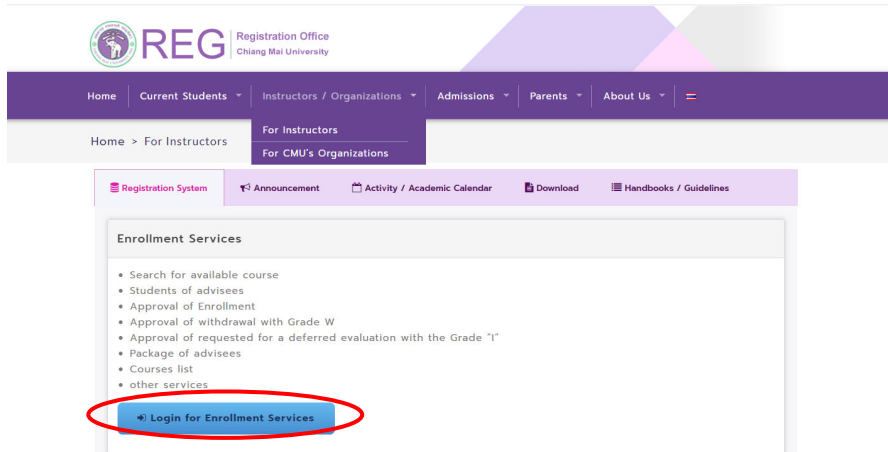 REG
Registration Office
Chiang Mai University
Home
Current Students
Instructors / Organizations
Admissions
Parents
About Us
For Instructors
For CMU's Organizations
Home > For Instructors
Registration System
Announcement
Activity / Academic Calendar
Download
Handbooks / Guidelines
Enrollment Services
• Search for available course
• Students of advisees
• Approval of Enrollment
• Approval of withdrawal with Grade W
• Approval of requested for a deferred evaluation with the Grade "I"
• Package of advisees
• Courses list
• other services
Login for Enrollment Services